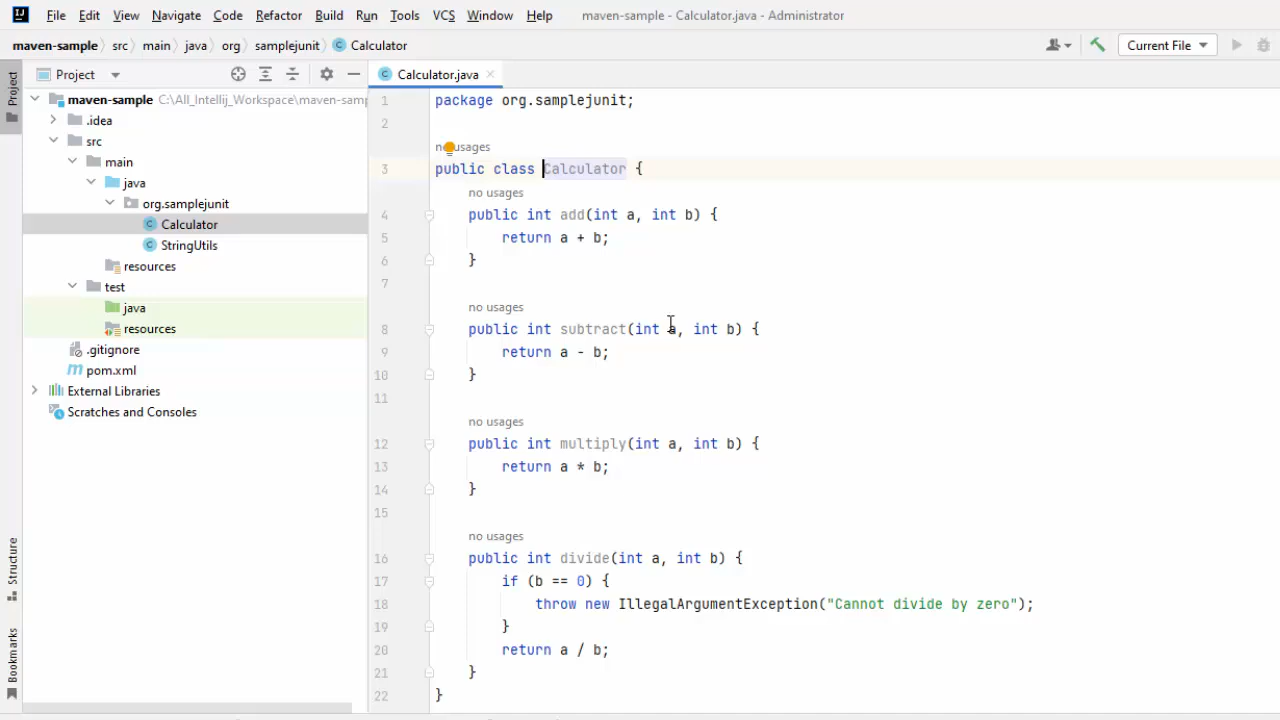 IJ File Edit View Navigate Code Refactor Build Run Tools VCS Window Help maven-sample - Calculator.java - Administrator
maven-sample src main java org samplejunit C Calculator Current File
Project
Project
C Calculator.java
maven-sample C:\All_Intellij_Workspace\maven-samp
.idea
src
main
java
org.samplejunit
C Calculator
C StringUtils
resources
test
java
resources
.gitignore
m pom.xml
External Libraries
Scratches and Consoles
Structure
Bookmarks
1 package org.samplejunit;
2
usages
3 public class Calculator {
no usages
4 public int add(int a, int b) {
5 return a + b;
6 }
7
no usages
8 public int subtract(int a, int b) {
9 return a - b;
10 }
11
no usages
12 public int multiply(int a, int b) {
13 return a * b;
14 }
15
no usages
16 public int divide(int a, int b) {
17 if (b == 0) {
18 throw new IllegalArgumentException("Cannot divide by zero");
19 }
20 return a / b;
21 }
22 }